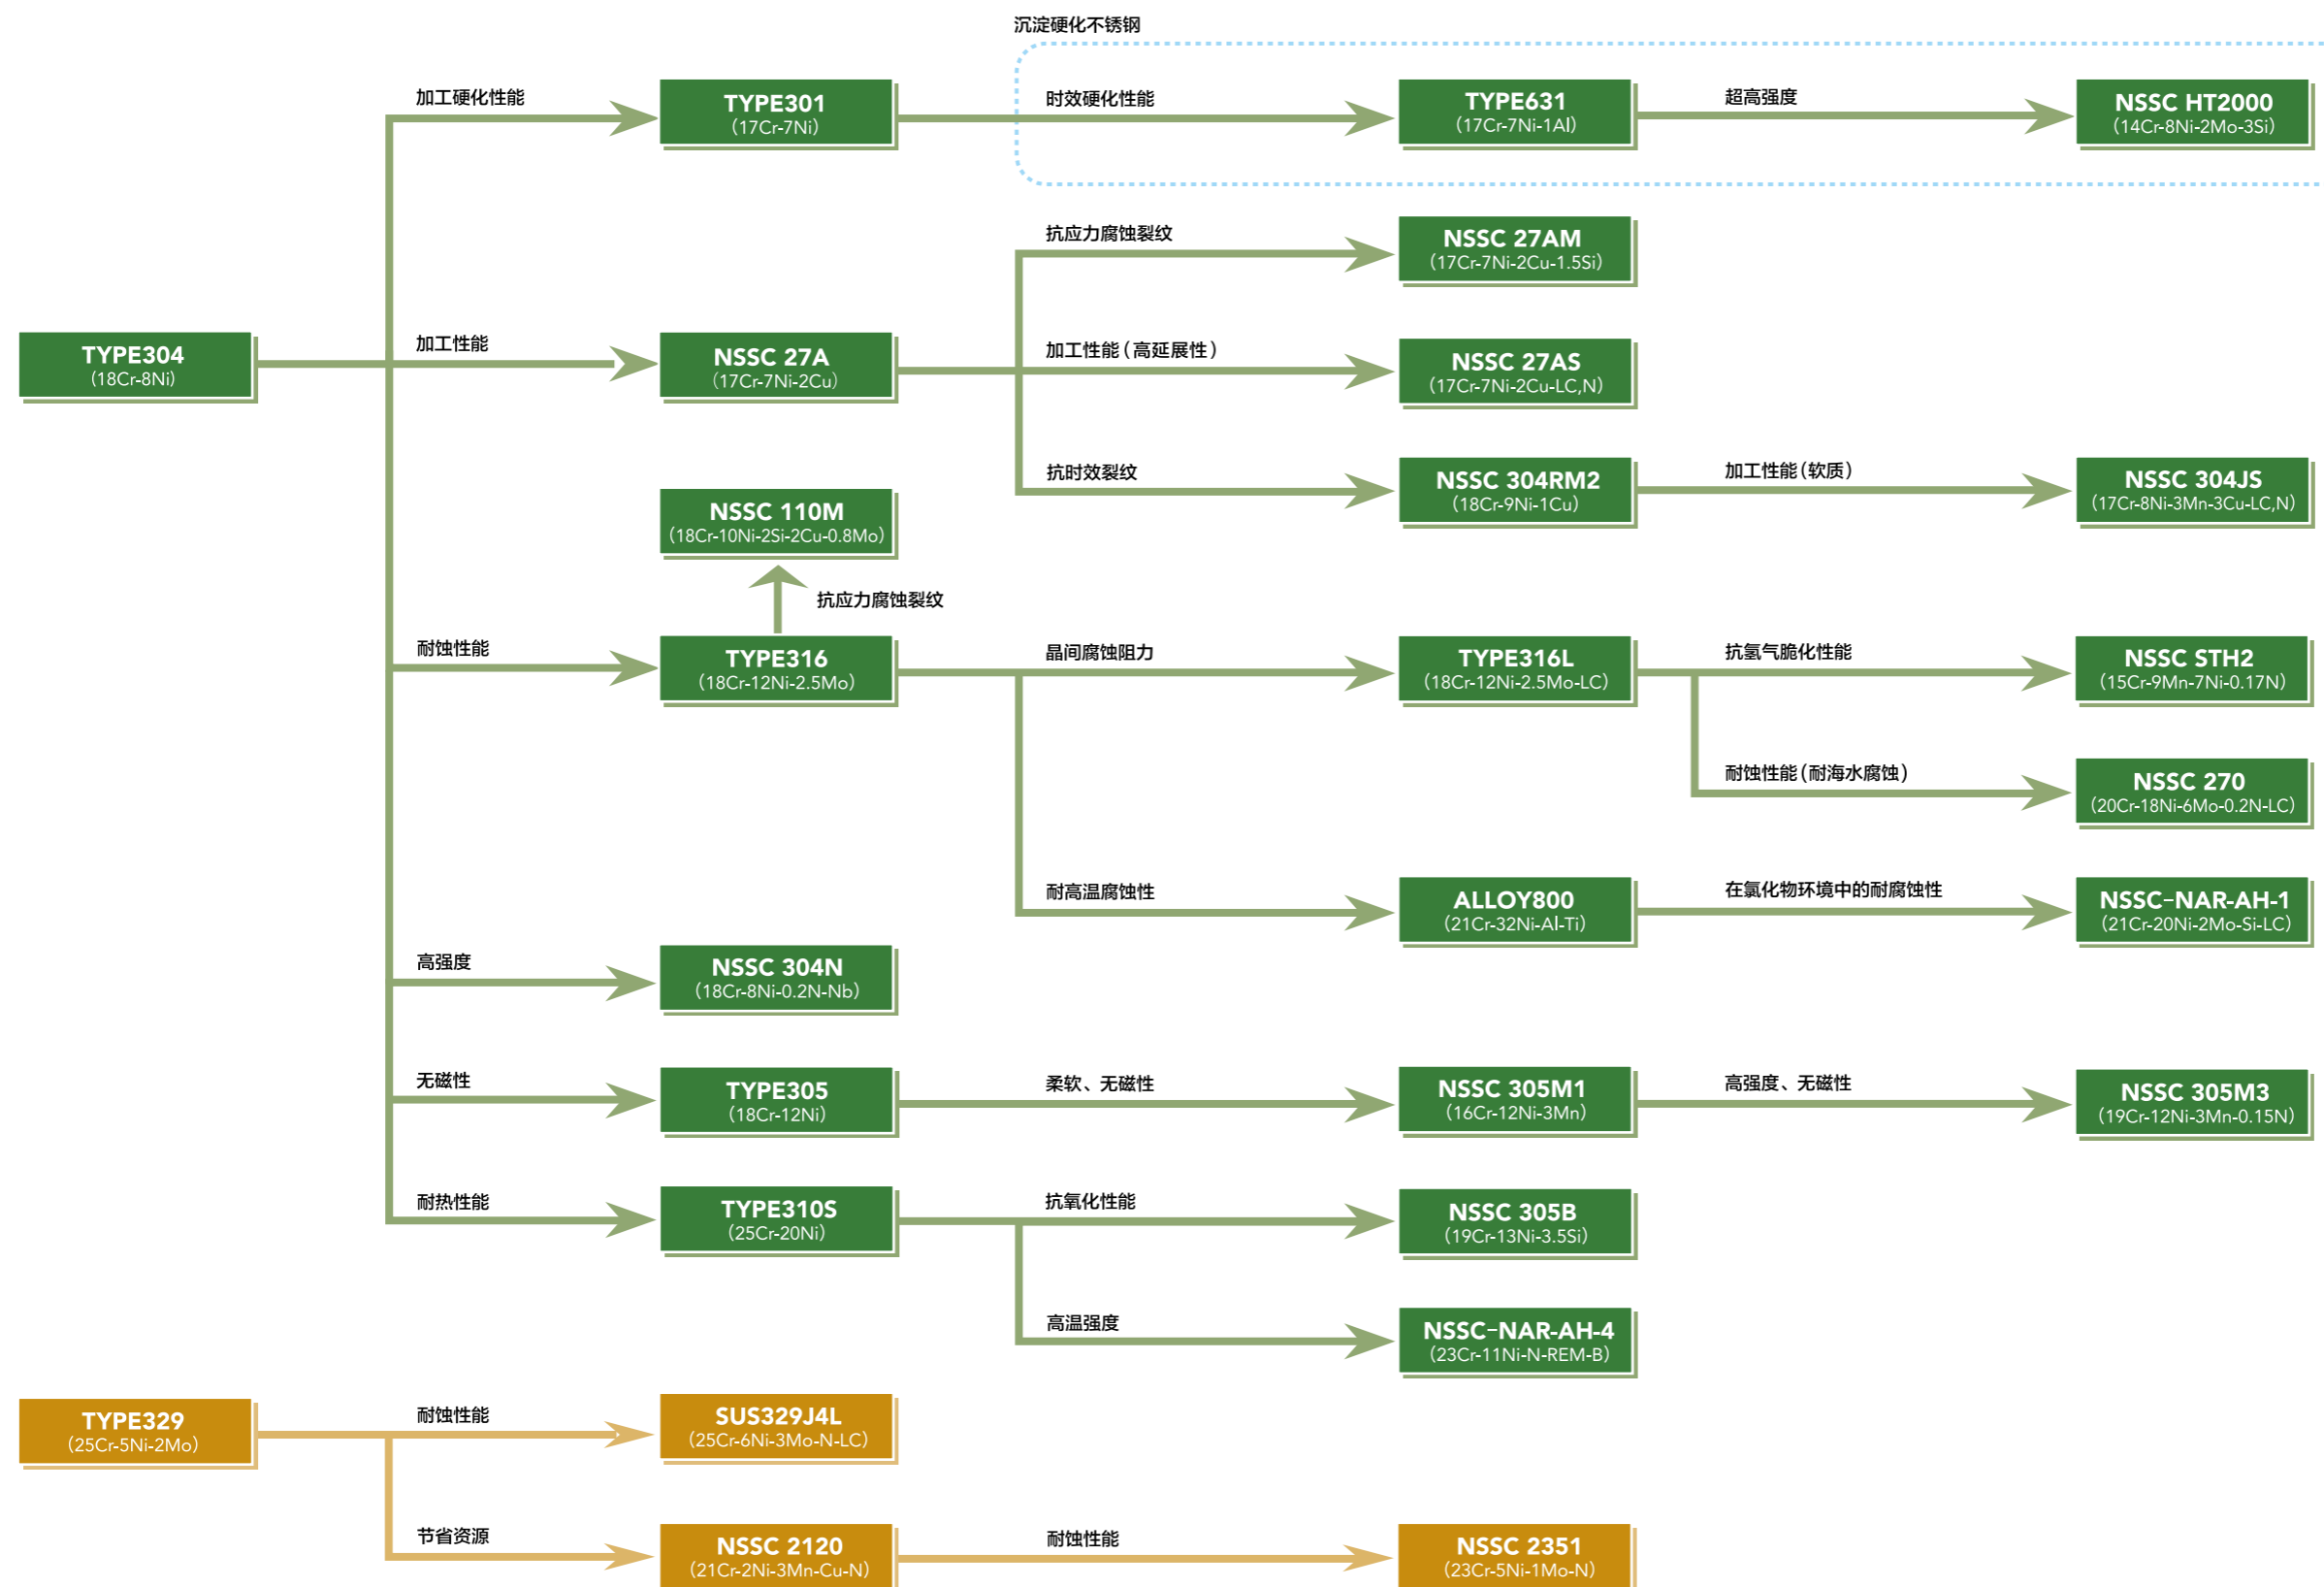 沉淀硬化不锈钢
加工硬化性能
TYPE301
（17Cr-7Ni）
时效硬化性能
TYPE631
（17Cr-7Ni-1Al）
超高强度
NSSC HT2000
（14Cr-8Ni-2Mo-3Si）
抗应力腐蚀裂纹
NSSC 27AM
（17Cr-7Ni-2Cu-1.5Si）
TYPE304
（18Cr-8Ni）
加工性能
NSSC 27A
（17Cr-7Ni-2Cu）
加工性能（高延展性）
NSSC 27AS
（17Cr-7Ni-2Cu-LC,N）
抗时效裂纹
NSSC 304RM2
（18Cr-9Ni-1Cu）
加工性能（软质）
NSSC 304JS
（17Cr-8Ni-3Mn-3Cu-LC,N）
NSSC 110M
（18Cr-10Ni-2Si-2Cu-0.8Mo）
抗应力腐蚀裂纹
耐蚀性能
TYPE316
（18Cr-12Ni-2.5Mo）
晶间腐蚀阻力
TYPE316L
（18Cr-12Ni-2.5Mo-LC）
抗氢气脆化性能
NSSC STH2
（15Cr-9Mn-7Ni-0.17N）
耐蚀性能（耐海水腐蚀）
NSSC 270
（20Cr-18Ni-6Mo-0.2N-LC）
耐高温腐蚀性
ALLOY800
（21Cr-32Ni-Al-Ti）
在氯化物环境中的耐腐蚀性
NSSC-NAR-AH-1
（21Cr-20Ni-2Mo-Si-LC）
高强度
NSSC 304N
（18Cr-8Ni-0.2N-Nb）
无磁性
TYPE305
（18Cr-12Ni）
柔软、无磁性
NSSC 305M1
（16Cr-12Ni-3Mn）
高强度、无磁性
NSSC 305M3
（19Cr-12Ni-3Mn-0.15N）
耐热性能
TYPE310S
（25Cr-20Ni）
抗氧化性能
NSSC 305B
（19Cr-13Ni-3.5Si）
高温强度
NSSC-NAR-AH-4
（23Cr-11Ni-N-REM-B）
TYPE329
（25Cr-5Ni-2Mo）
耐蚀性能
SUS329J4L
（25Cr-6Ni-3Mo-N-LC）
节省资源
NSSC 2120
（21Cr-2Ni-3Mn-Cu-N）
耐蚀性能
NSSC 2351
（23Cr-5Ni-1Mo-N）